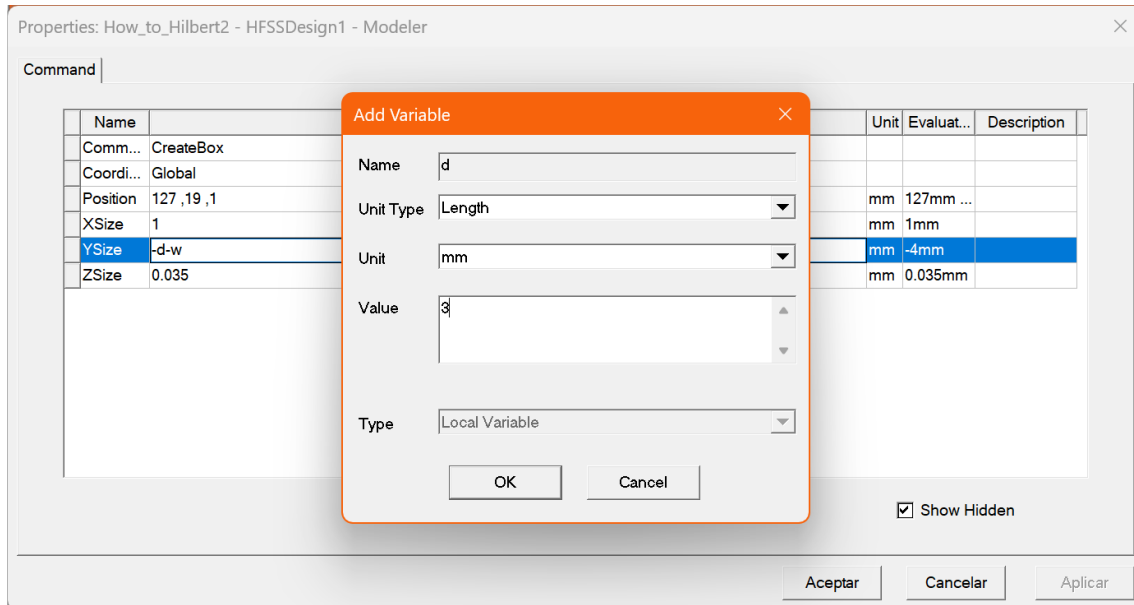 Properties: How_to_Hilbert2 - HFSSDesign1 - Modeler
Command
Name Unit Evaluat... Description
Comm... CreateBox
Coordi... Global
Position 127 ,19 ,1 mm 127mm ...
XSize 1 mm 1mm
YSize -d-w mm -4mm
ZSize 0.035 mm 0.035mm
Add Variable
Name d
Unit Type Length
Unit mm
Value 3
Type Local Variable
OK Cancel
Show Hidden
Aceptar Cancelar Aplicar